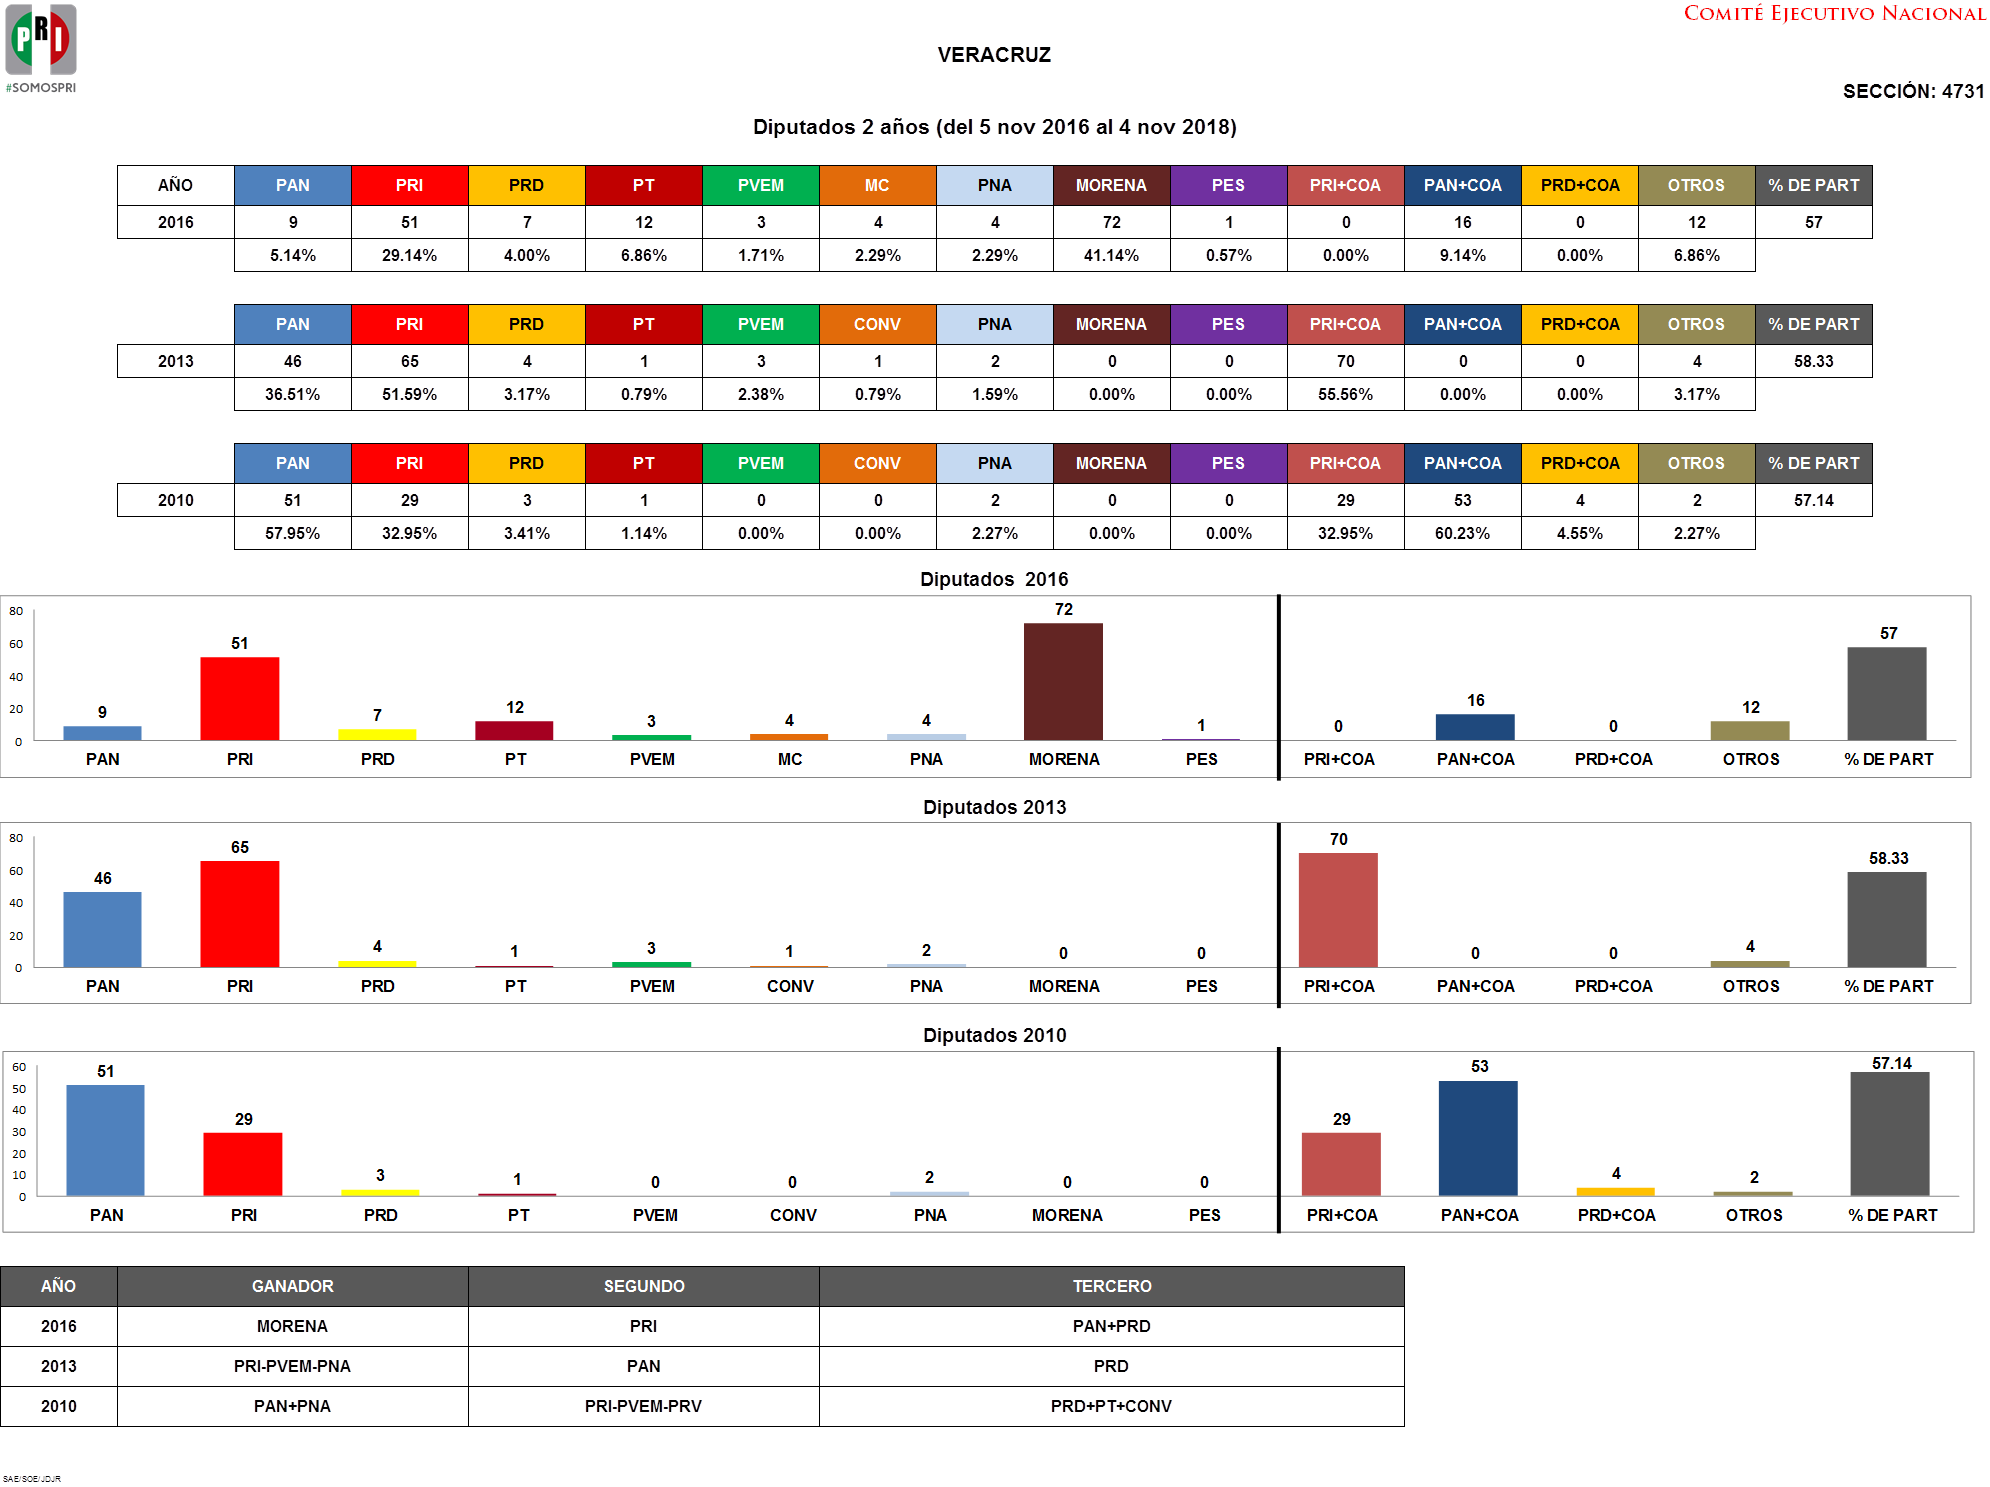 PRI
#SOMOSPRI
COMITÉ EJECUTIVO NACIONAL
VERACRUZ
SECCIÓN: 4731
Diputados 2 años (del 5 nov 2016 al 4 nov 2018)
AÑO PAN PRI PRD PT PVEM MC PNA MORENA PES PRI+COA PAN+COA PRD+COA OTROS % DE PART
2016 9 51 7 12 3 4 4 72 1 0 16 0 12 57
5.14% 29.14% 4.00% 6.86% 1.71% 2.29% 2.29% 41.14% 0.57% 0.00% 9.14% 0.00% 6.86%
PAN PRI PRD PT PVEM CONV PNA MORENA PES PRI+COA PAN+COA PRD+COA OTROS % DE PART
2013 46 65 4 1 3 1 2 0 0 70 0 0 4 58.33
36.51% 51.59% 3.17% 0.79% 2.38% 0.79% 1.59% 0.00% 0.00% 55.56% 0.00% 0.00% 3.17%
PAN PRI PRD PT PVEM CONV PNA MORENA PES PRI+COA PAN+COA PRD+COA OTROS % DE PART
2010 51 29 3 1 0 0 2 0 0 29 53 4 2 57.14
57.95% 32.95% 3.41% 1.14% 0.00% 0.00% 2.27% 0.00% 0.00% 32.95% 60.23% 4.55% 2.27%
Diputados 2016
80
60
40
20
0
9 51 7 12 3 4 4 72 1 0 16 0 12 57
PAN PRI PRD PT PVEM MC PNA MORENA PES PRI+COA PAN+COA PRD+COA OTROS % DE PART
Diputados 2013
80
60
40
20
0
46 65 4 1 3 1 2 0 0 70 0 0 4 58.33
PAN PRI PRD PT PVEM CONV PNA MORENA PES PRI+COA PAN+COA PRD+COA OTROS % DE PART
Diputados 2010
60
50
40
30
20
10
0
51 29 3 1 0 0 2 0 0 29 53 4 2 57.14
PAN PRI PRD PT PVEM CONV PNA MORENA PES PRI+COA PAN+COA PRD+COA OTROS % DE PART
AÑO GANADOR SEGUNDO TERCERO
2016 MORENA PRI PAN+PRD
2013 PRI-PVEM-PNA PAN PRD
2010 PAN+PNA PRI-PVEM-PRV PRD+PT+CONV
SAE/SOE/JDJR